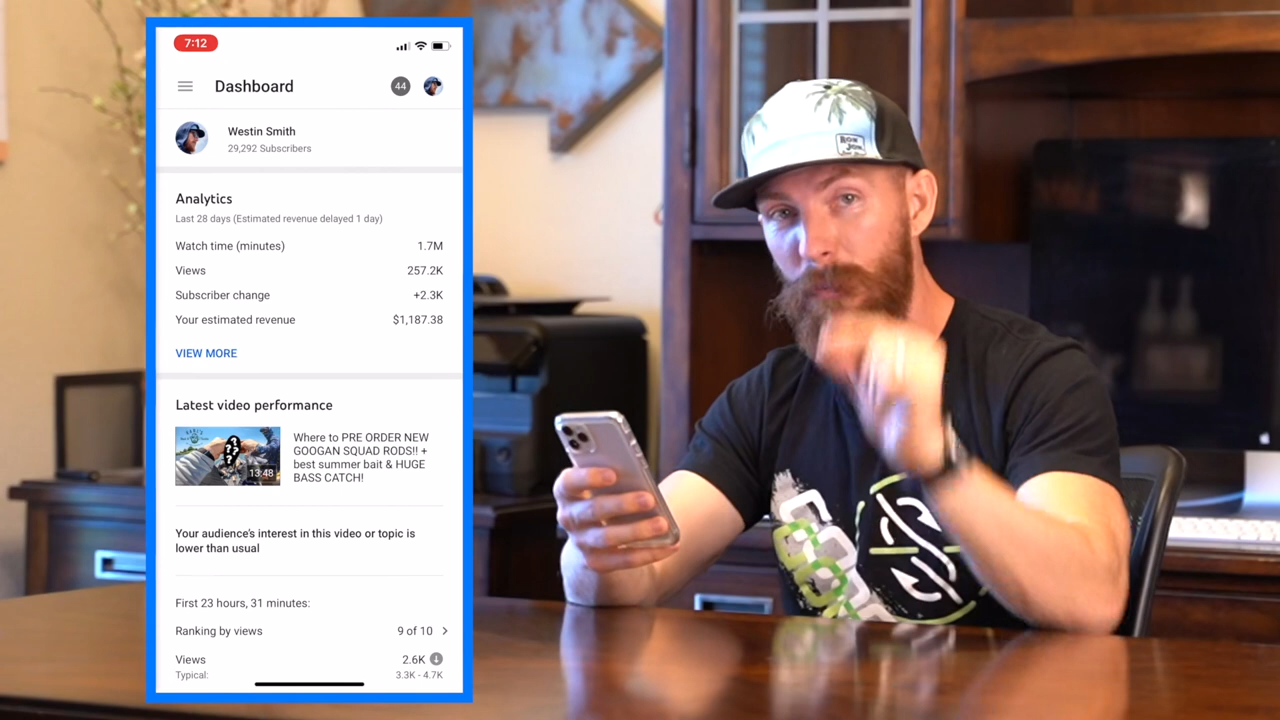 7:12
Dashboard
44
Westin Smith
29,292 Subscribers
Analytics
Last 28 days (Estimated revenue delayed 1 day)
Watch time (minutes)
1.7M
Views
257.2K
Subscriber change
+2.3K
Your estimated revenue
$1,187.38
VIEW MORE
Latest video performance
???
13:48
Where to PRE ORDER NEW
GOOGAN SQUAD RODS!! +
best summer bait & HUGE
BASS CATCH!
Your audience's interest in this video or topic is
lower than usual
First 23 hours, 31 minutes:
Ranking by views
9 of 10
Views
2.6K
Typical:
3.3K - 4.7K
RON
JON